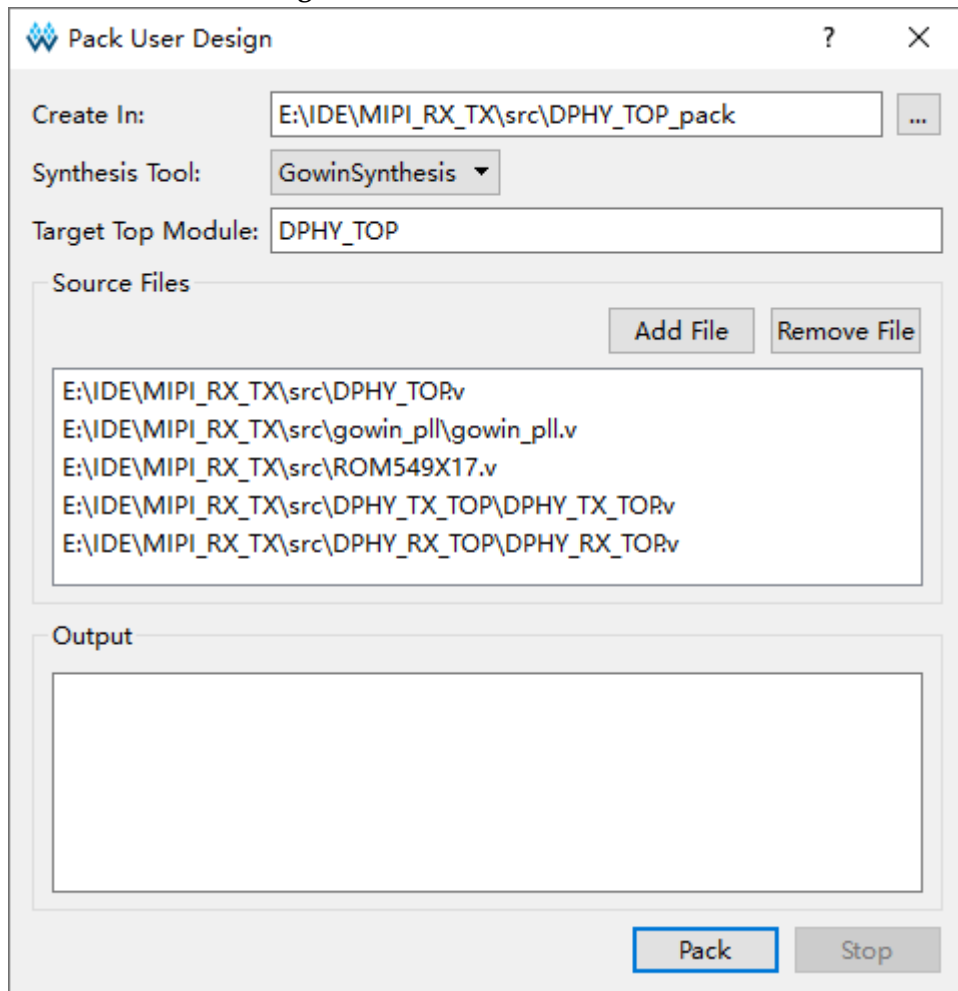 Pack User Design ? ×
Create In: E:\IDE\MIPI_RX_TX\src\DPHY_TOP_pack ...
Synthesis Tool: GowinSynthesis
Target Top Module: DPHY_TOP
Source Files
Add File Remove File
E:\IDE\MIPI_RX_TX\src\DPHY_TOP.v
E:\IDE\MIPI_RX_TX\src\gowin_pll\gowin_pll.v
E:\IDE\MIPI_RX_TX\src\ROM549X17.v
E:\IDE\MIPI_RX_TX\src\DPHY_TX_TOP\DPHY_TX_TOP.v
E:\IDE\MIPI_RX_TX\src\DPHY_RX_TOP\DPHY_RX_TOP.v
Output
Pack Stop